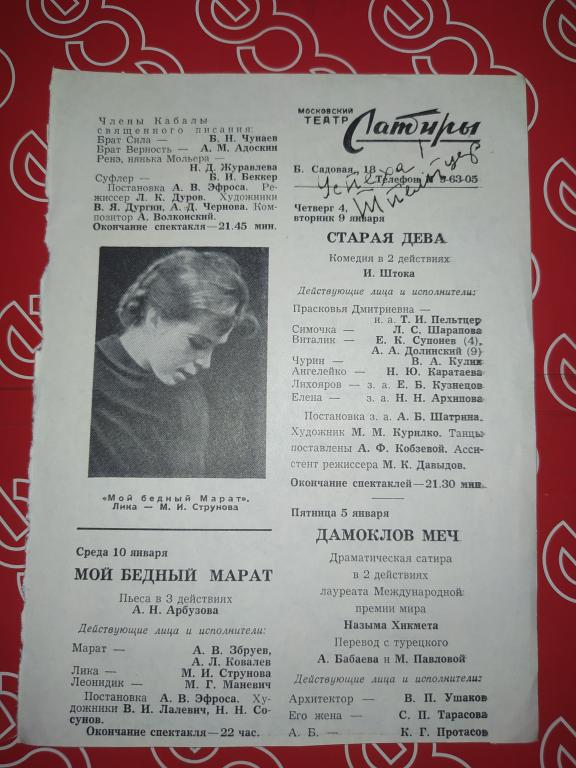 Члены Кабалы
священного писания:
Брат Сила — Б. Н. Чунаев
Брат Верность — А. М. Адоскин
Ренэ, нянька Мольера —
Н. Д. Журавлева
Суфлер — Б. И. Беккер
Постановка А. В. Эфроса. Ре-
жиссер Л. К. Дуров. Художники
В. Я. Дургин, А. Д. Чернова. Ком-
позитор А. Волконский.
Окончание спектакля—21.45 мин.
«Мой бедный Марат».
Лика — М. И. Струнова
Среда 10 января
МОЙ БЕДНЫЙ МАРАТ
Пьеса в 3 действиях
А. Н. Арбузова
Действующие лица и исполнители:
Марат — А. В. Збруев,
А. Л. Ковалев
Лика — М. И. Струнова
Леонидик — М. Г. Маневич
Постановка А. В. Эфроса. Ху-
дожники В. И. Лалевич, Н. Н. Со-
сунов.
Окончание спектакля—22 час.
МОСКОВСКИЙ
ТЕАТР
Сатиры
Б. Садовая, 18
Телефон 9-63-05
Успеха!
Четверг 4,
вторник 9 января
СТАРАЯ ДЕВА
Комедия в 2 действиях
И. Штока
Действующие лица и исполнители:
Прасковья Дмитриевна —
н. а. Т. И. Пельтцер
Симочка — Л. С. Шарапова
Виталик — Е. К. Супонев (4),
А. А. Долинский (9)
Чурин — В. А. Кулик
Ангелейко — Н. Ю. Каратаева
Лихояров — з. а. Е. Б. Кузнецов
Елена — з. а. Н. Н. Архипова
Постановка з. а. А. Б. Шатрина.
Художник М. М. Курилко. Танцы
поставлены А. Ф. Кобзевой. Асси-
стент режиссера М. К. Давыдов.
Окончание спектаклей—21.30 мин.
Пятница 5 января
ДАМОКЛОВ МЕЧ
Драматическая сатира
в 2 действиях
лауреата Международной
премии мира
Назыма Хикмета
Перевод с турецкого
А. Бабаева и М. Павловой
Действующие лица и исполнители:
Архитектор — В. П. Ушаков
Его жена — С. П. Тарасова
А. Б. — К. Г. Протасов